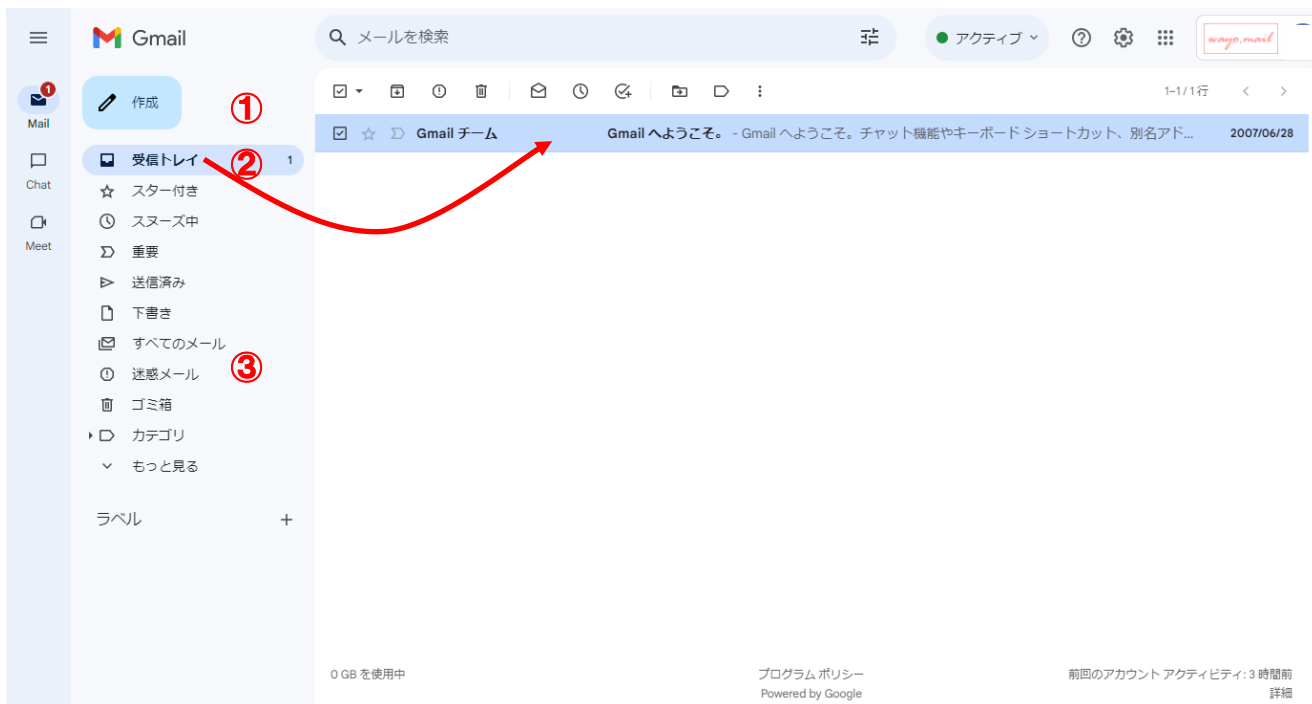 Gmail
メールを検索
アクティブ
wayo.mail
1
Mail
Chat
Meet
作成
①
受信トレイ
②
1
スター付き
スヌーズ中
重要
送信済み
下書き
すべてのメール
③
迷惑メール
ゴミ箱
カテゴリ
もっと見る
ラベル
1–1/1行
Gmail チーム
Gmail へようこそ。 - Gmail へようこそ。チャット機能やキーボード ショートカット、別名アド...
2007/06/28
0 GB を使用中
プログラム ポリシー
Powered by Google
前回のアカウント アクティビティ: 3 時間前
詳細